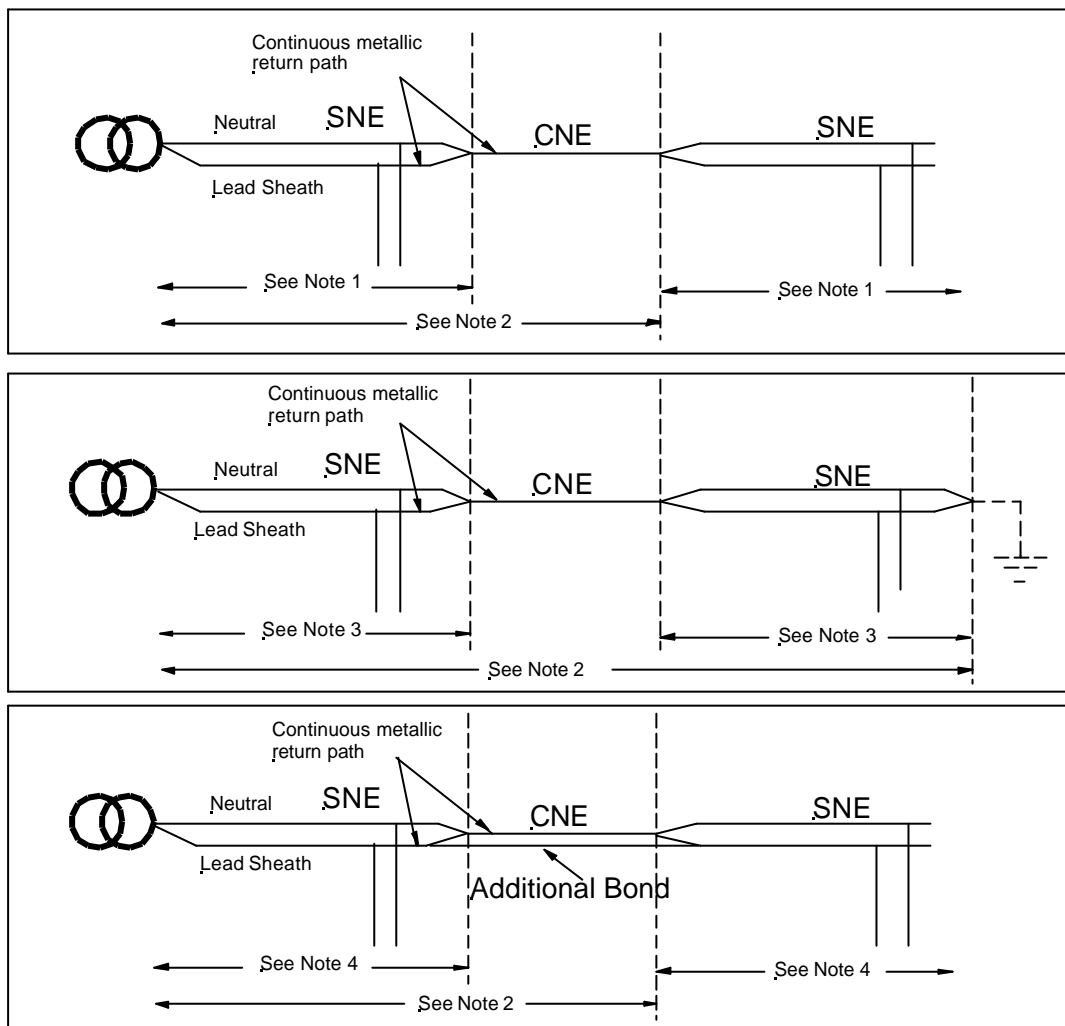 Continuous metallic
return path
Neutral
SNE
CNE
SNE
Lead Sheath
See Note 1
See Note 1
See Note 2
Continuous metallic
return path
Neutral
SNE
CNE
SNE
Lead Sheath
See Note 3
See Note 3
See Note 2
Continuous metallic
return path
Neutral
SNE
CNE
SNE
Lead Sheath
Additional Bond
See Note 4
See Note 4
See Note 2